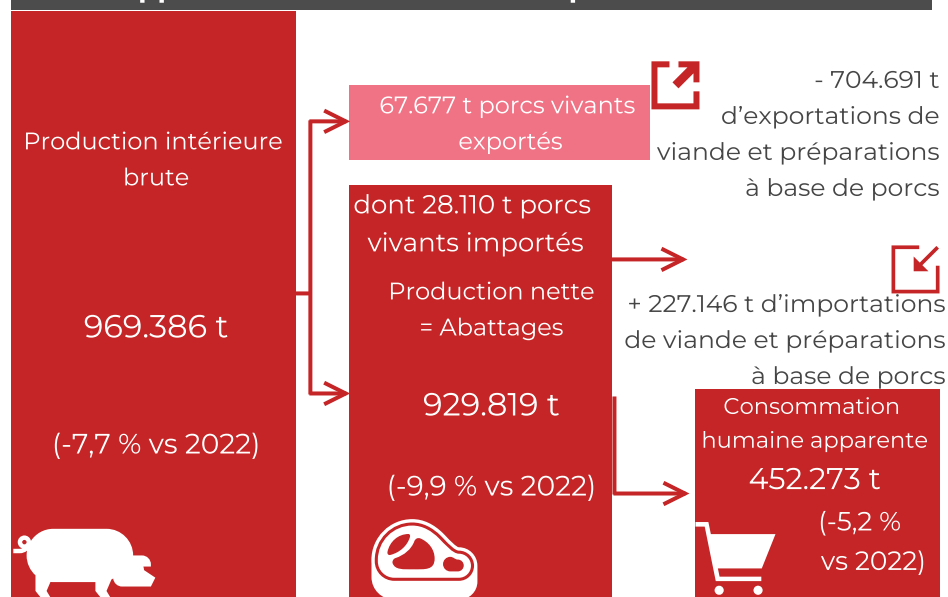 Production intérieure
brute
969.386 t
(-7,7 % vs 2022)
67.677 t porcs vivants
exportés
- 704.691 t
d'exportations de
viande et préparations
à base de porcs
dont 28.110 t porcs
vivants importés
Production nette
= Abattages
929.819 t
(-9,9 % vs 2022)
+ 227.146 t d'importations
de viande et préparations
à base de porcs
Consommation
humaine apparente
452.273 t
(-5,2 %
vs 2022)